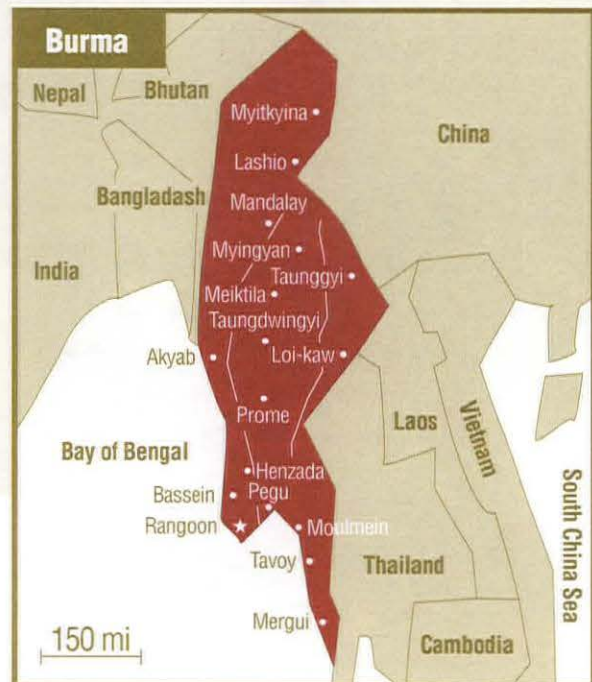 Burma
Nepal
Bhutan
Myitkyina
China
Lashio
Bangladash
Mandalay
Myingyan
India
Taunggyi
Meiktila
Taungdwingyi
Akyab
Loi-kaw
Prome
Laos
Vietnam
Bay of Bengal
Henzada
Bassein
Pegu
Rangoon
Moulmein
South China Sea
Tavoy
Thailand
Mergui
150 mi
Cambodia